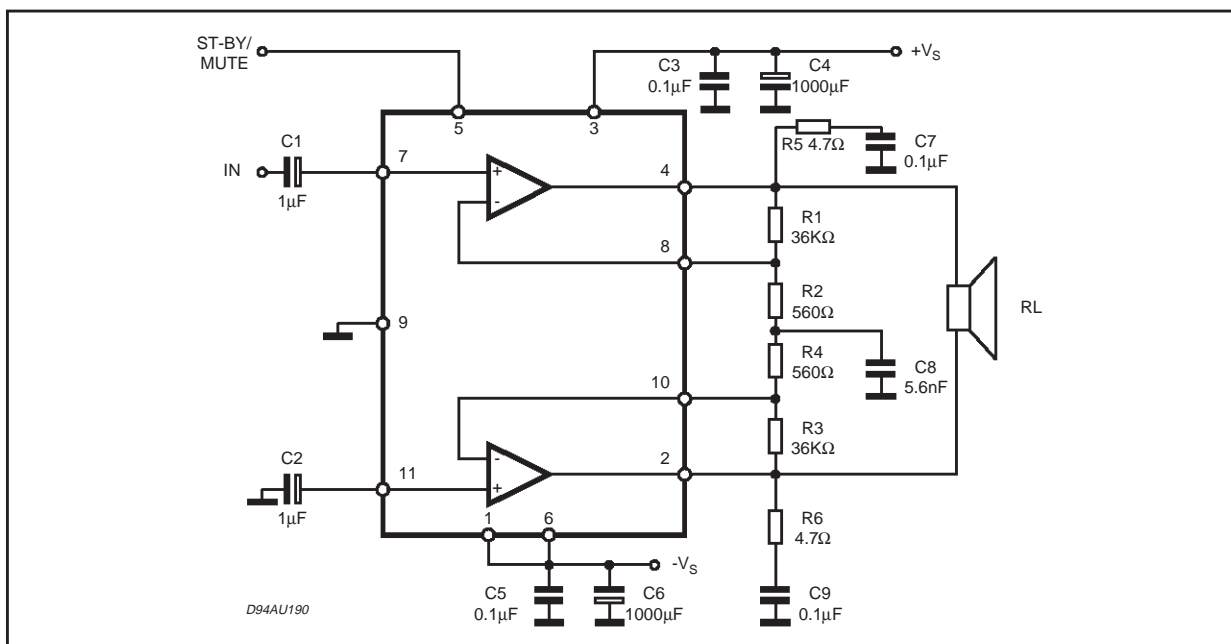 ST-BY/
MUTE
C3
0.1μF
C4
1000μF
+VS
5
3
R5 4.7Ω
C7
0.1μF
C1
IN
1μF
7
+
-
4
R1
36KΩ
8
R2
560Ω
RL
9
R4
560Ω
C8
5.6nF
10
R3
36KΩ
C2
1μF
11
-
+
2
1
6
R6
4.7Ω
-VS
C5
0.1μF
C6
1000μF
C9
0.1μF
D94AU190